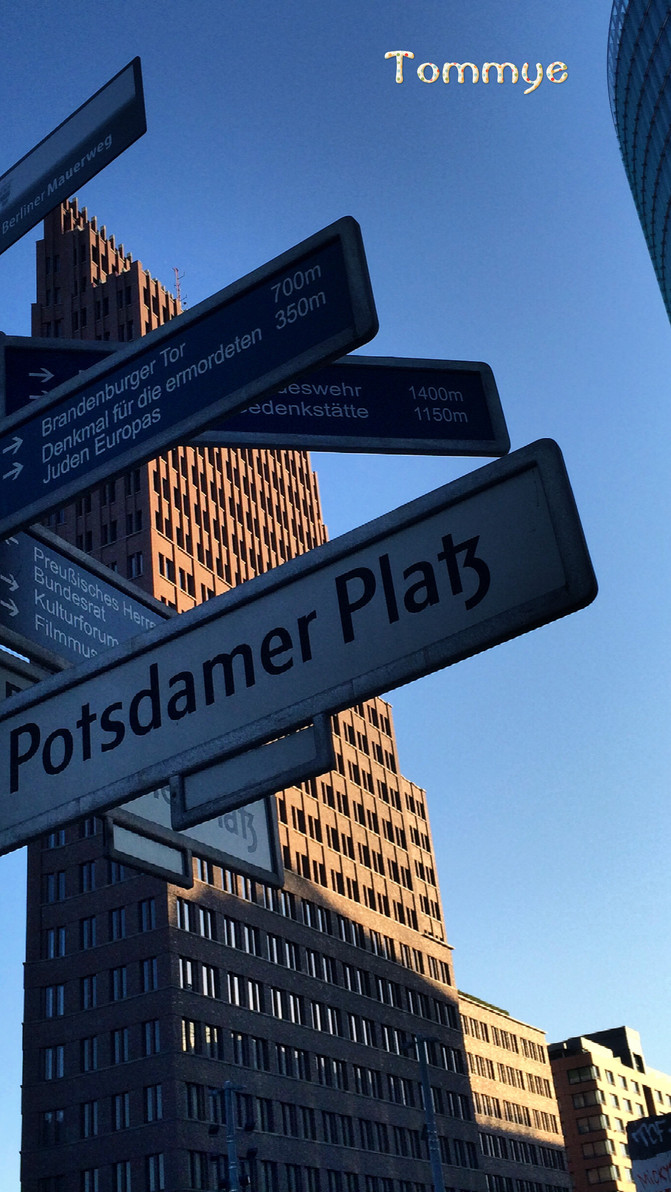 Tommye
Berliner Mauerweg
Brandenburger Tor 700m
Denkmal für die ermordeten 350m
Juden Europas
1400m
1150m
Preußisches
Bundesrat
Kulturforum
Potsdamer Platz